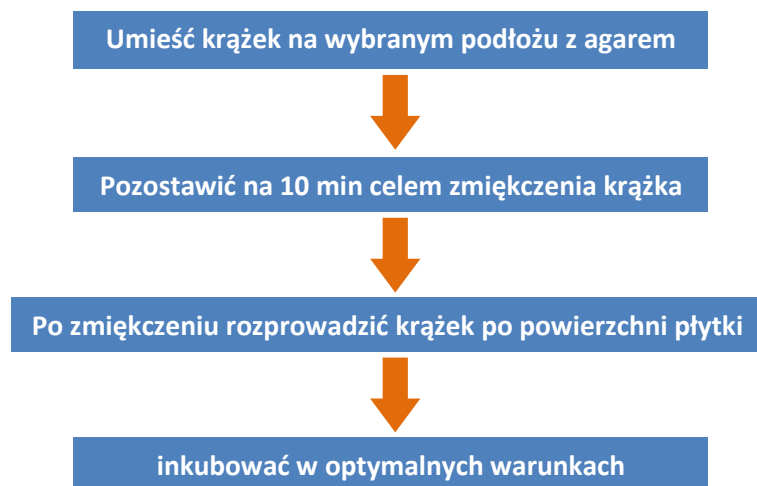 Umieść krążek na wybranym podłożu z agarem
Pozostawić na 10 min celem zmiękczenia krążka
Po zmiękczeniu rozprowadzić krążek po powierzchni płytki
inkubować w optymalnych warunkach